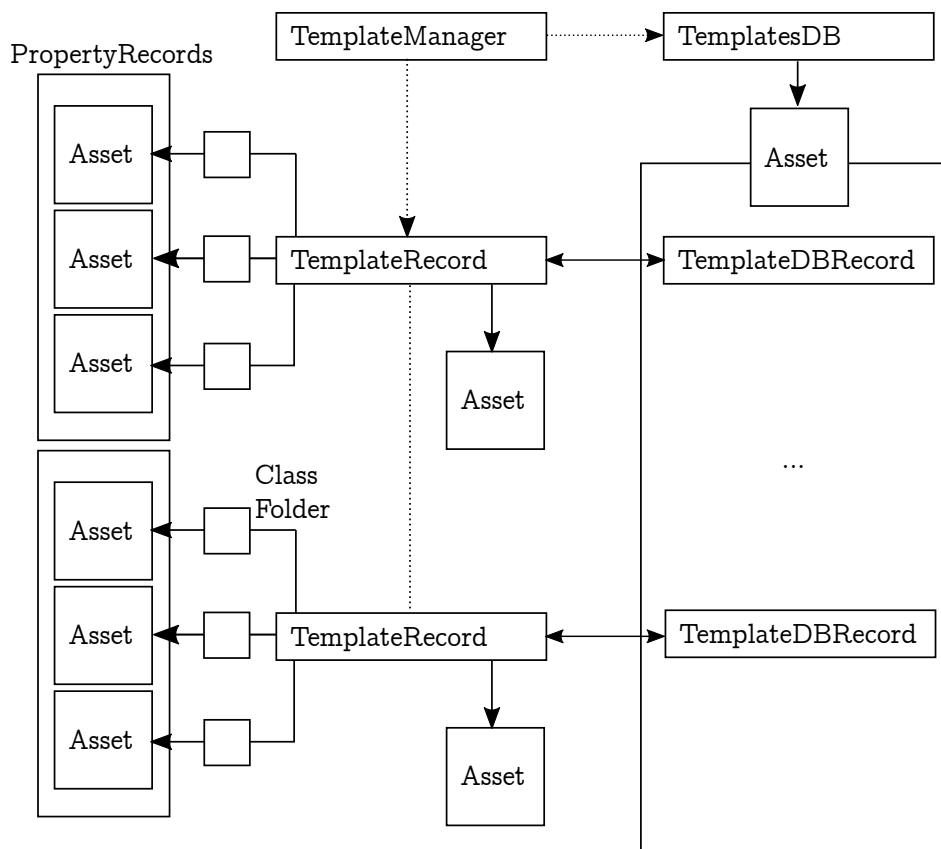 TemplateManager
TemplatesDB
PropertyRecords
Asset
Asset
Asset
TemplateRecord
TemplateDBRecord
Asset
Asset
...
Class
Folder
Asset
Asset
TemplateRecord
TemplateDBRecord
Asset
Asset